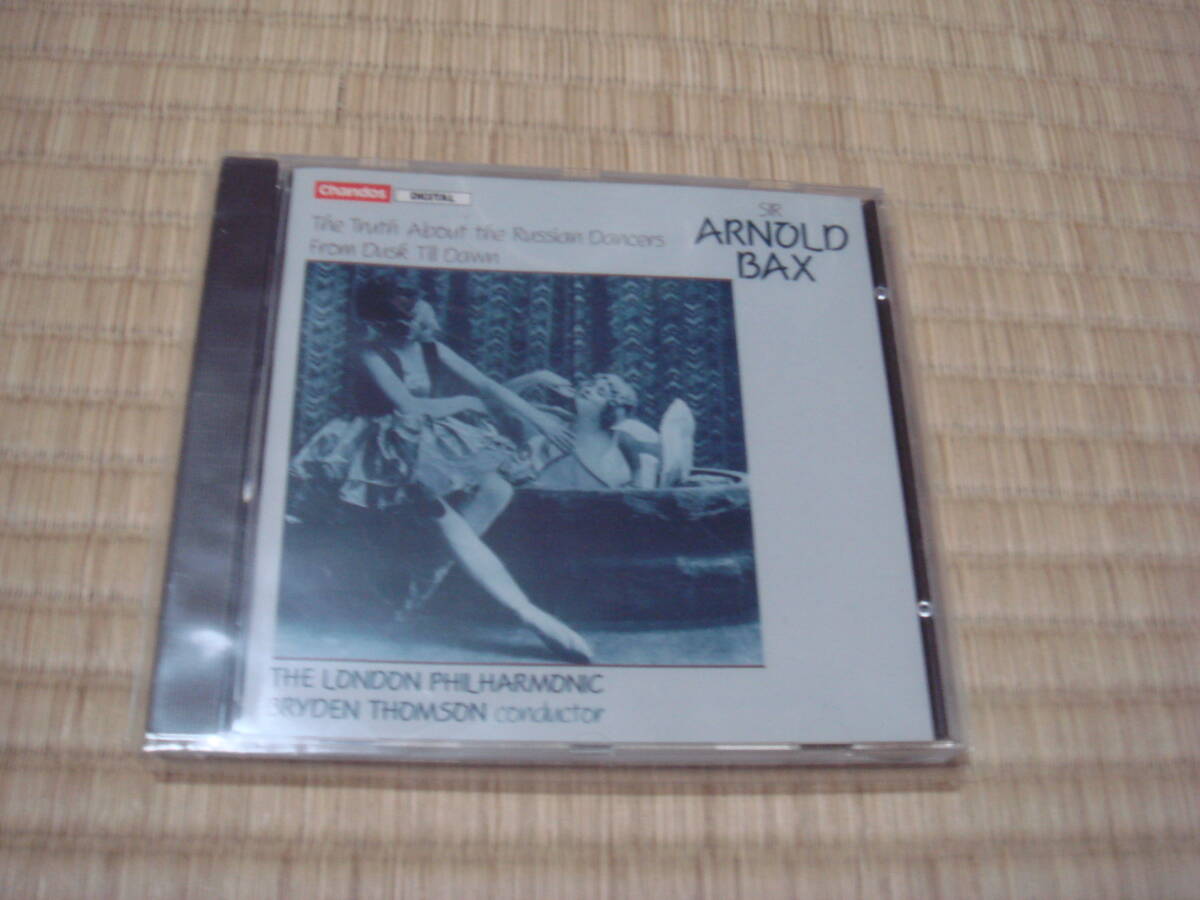 Chandos DIGITAL
The Truth About the Russian Dancers
From Dusk Till Dawn
SIR
ARNOLD
BAX
THE LONDON PHILHARMONIC
BRYDEN THOMSON conductor